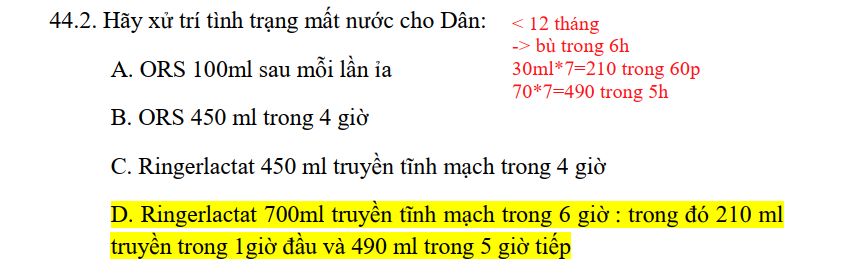 44.2. Hãy xử trí tình trạng mất nước cho Dân:
< 12 tháng
-> bù trong 6h
30ml*7=210 trong 60p
70*7=490 trong 5h
A. ORS 100ml sau mỗi lần ỉa
B. ORS 450 ml trong 4 giờ
C. Ringerlactat 450 ml truyền tĩnh mạch trong 4 giờ
D. Ringerlactat 700ml truyền tĩnh mạch trong 6 giờ : trong đó 210 ml
truyền trong 1giờ đầu và 490 ml trong 5 giờ tiếp